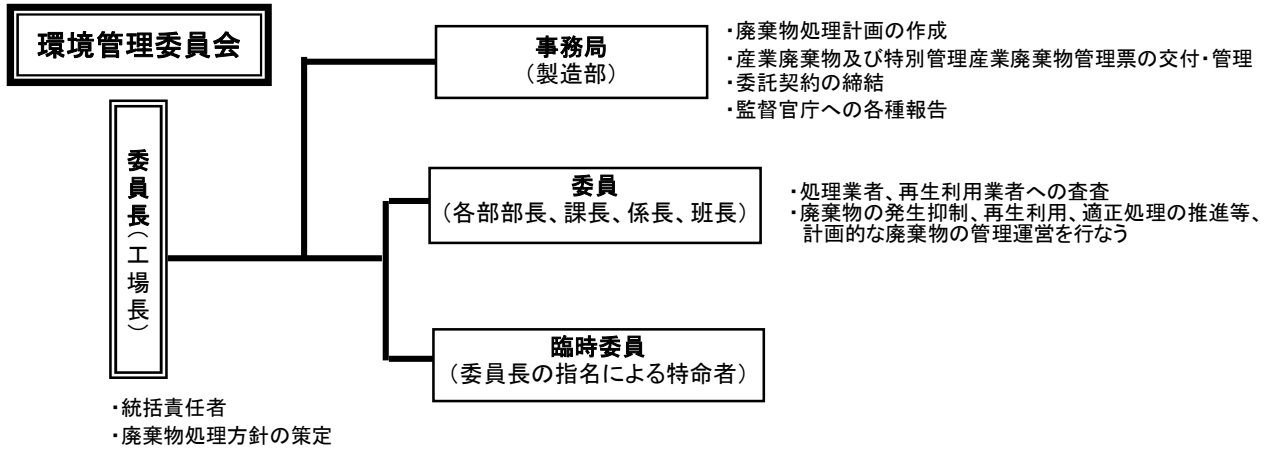 環境管理委員会
委員長(工場長)
・統括責任者
・廃棄物処理方針の策定
事務局
(製造部)
・廃棄物処理計画の作成
・産業廃棄物及び特別管理産業廃棄物管理票の交付・管理
・委託契約の締結
・監督官庁への各種報告
委員
(各部部長、課長、係長、班長)
・処理業者、再生利用業者への査査
・廃棄物の発生抑制、再生利用、適正処理の推進等、
計画的な廃棄物の管理運営を行なう
臨時委員
(委員長の指名による特命者)